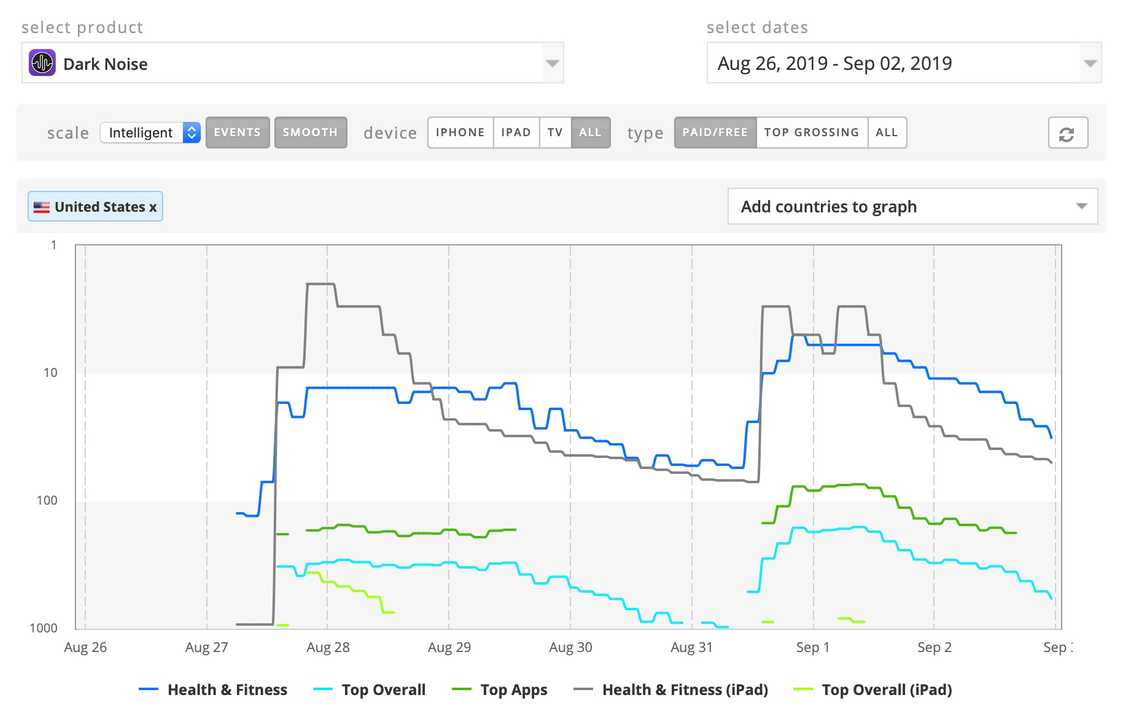 select product select dates
Dark Noise Aug 26, 2019 - Sep 02, 2019
scale Intelligent EVENTS SMOOTH device IPHONE IPAD TV ALL type PAID/FREE TOP GROSSING ALL
United States x Add countries to graph
1
10
100
1000
Aug 26 Aug 27 Aug 28 Aug 29 Aug 30 Aug 31 Sep 1 Sep 2 Sep
Health & Fitness Top Overall Top Apps Health & Fitness (iPad) Top Overall (iPad)